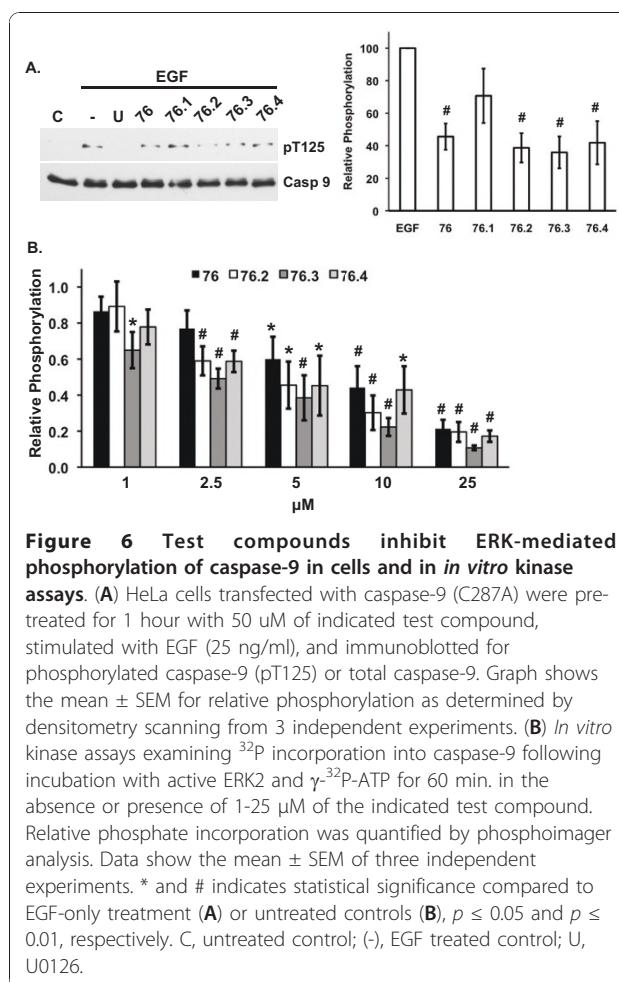 A.
EGF
C - U 76 76.1 76.2 76.3 76.4
pT125
Casp 9
Relative Phosphorylation
100
80
60
40
20
0
# # # #
EGF 76 76.1 76.2 76.3 76.4
B.
76 76.2 76.3 76.4
Relative Phosphorylation
1.0
0.8
0.6
0.4
0.2
0.0
* # # # * * # * # # # * # # # #
1 2.5 5 10 25
μM
Figure 6 Test compounds inhibit ERK-mediated
phosphorylation of caspase-9 in cells and in in vitro kinase
assays. (A) HeLa cells transfected with caspase-9 (C287A) were pre-
treated for 1 hour with 50 uM of indicated test compound,
stimulated with EGF (25 ng/ml), and immunoblotted for
phosphorylated caspase-9 (pT125) or total caspase-9. Graph shows
the mean ± SEM for relative phosphorylation as determined by
densitometry scanning from 3 independent experiments. (B) In vitro
kinase assays examining ³²P incorporation into caspase-9 following
incubation with active ERK2 and γ-³²P-ATP for 60 min. in the
absence or presence of 1-25 μM of the indicated test compound.
Relative phosphate incorporation was quantified by phosphoimager
analysis. Data show the mean ± SEM of three independent
experiments. * and # indicates statistical significance compared to
EGF-only treatment (A) or untreated controls (B), p ≤ 0.05 and p ≤
0.01, respectively. C, untreated control; (-), EGF treated control; U,
U0126.